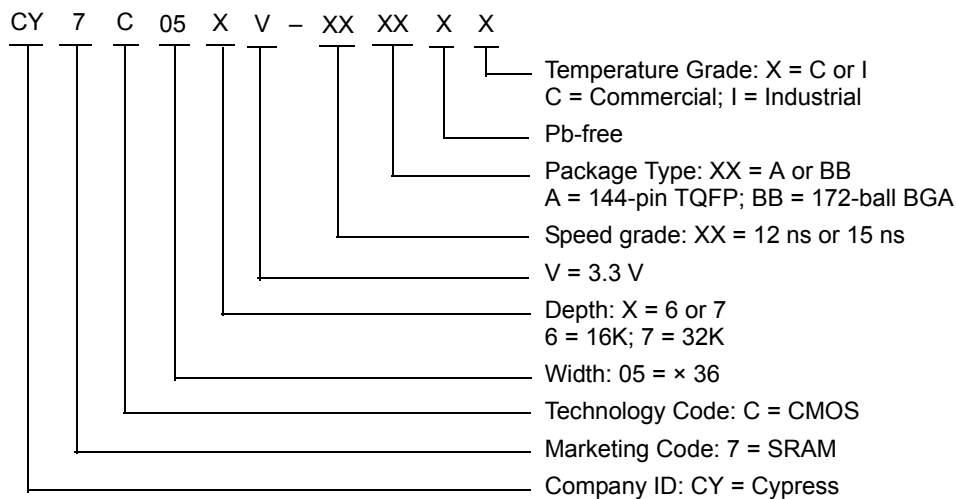 CY 7 C 05 X V – XX XX X X
Temperature Grade: X = C or I
C = Commercial; I = Industrial
Pb-free
Package Type: XX = A or BB
A = 144-pin TQFP; BB = 172-ball BGA
Speed grade: XX = 12 ns or 15 ns
V = 3.3 V
Depth: X = 6 or 7
6 = 16K; 7 = 32K
Width: 05 = × 36
Technology Code: C = CMOS
Marketing Code: 7 = SRAM
Company ID: CY = Cypress